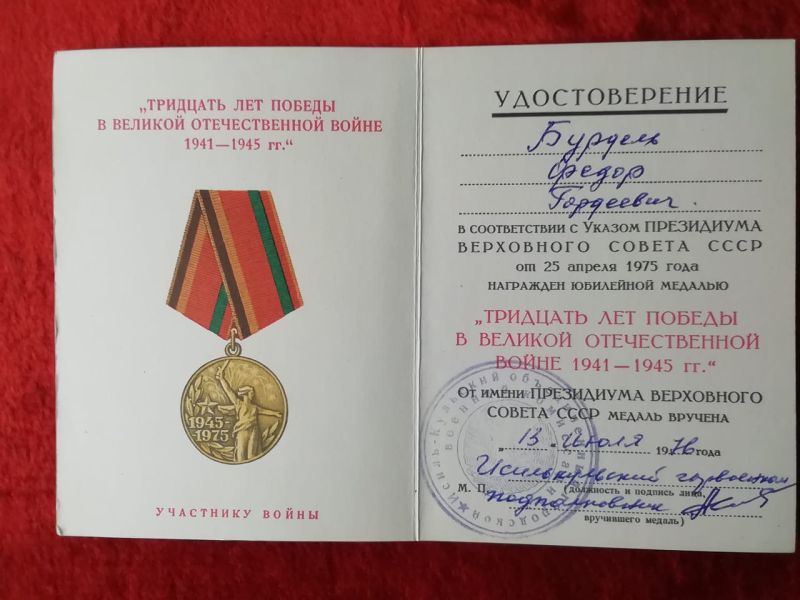 „ТРИДЦАТЬ ЛЕТ ПОБЕДЫ
В ВЕЛИКОЙ ОТЕЧЕСТВЕННОЙ ВОЙНЕ
1941—1945 гг.“
1945-
1975
УЧАСТНИКУ ВОЙНЫ
УДОСТОВЕРЕНИЕ
Бурдель
Федор
Гордеевич.
В СООТВЕТСТВИИ С УКАЗОМ ПРЕЗИДИУМА
ВЕРХОВНОГО СОВЕТА СССР
от 25 апреля 1975 года
НАГРАЖДЕН ЮБИЛЕЙНОЙ МЕДАЛЬЮ
„ТРИДЦАТЬ ЛЕТ ПОБЕДЫ
В ВЕЛИКОЙ ОТЕЧЕСТВЕННОЙ
ВОЙНЕ 1941—1945 гг.“
ОТ ИМЕНИ ПРЕЗИДИУМА ВЕРХОВНОГО
СОВЕТА СССР МЕДАЛЬ ВРУЧЕНА
„13 “ июля 1976 года
Исилькульский горвоенком
М. П. (должность и подпись лица,
подполковник
вручившего медаль)